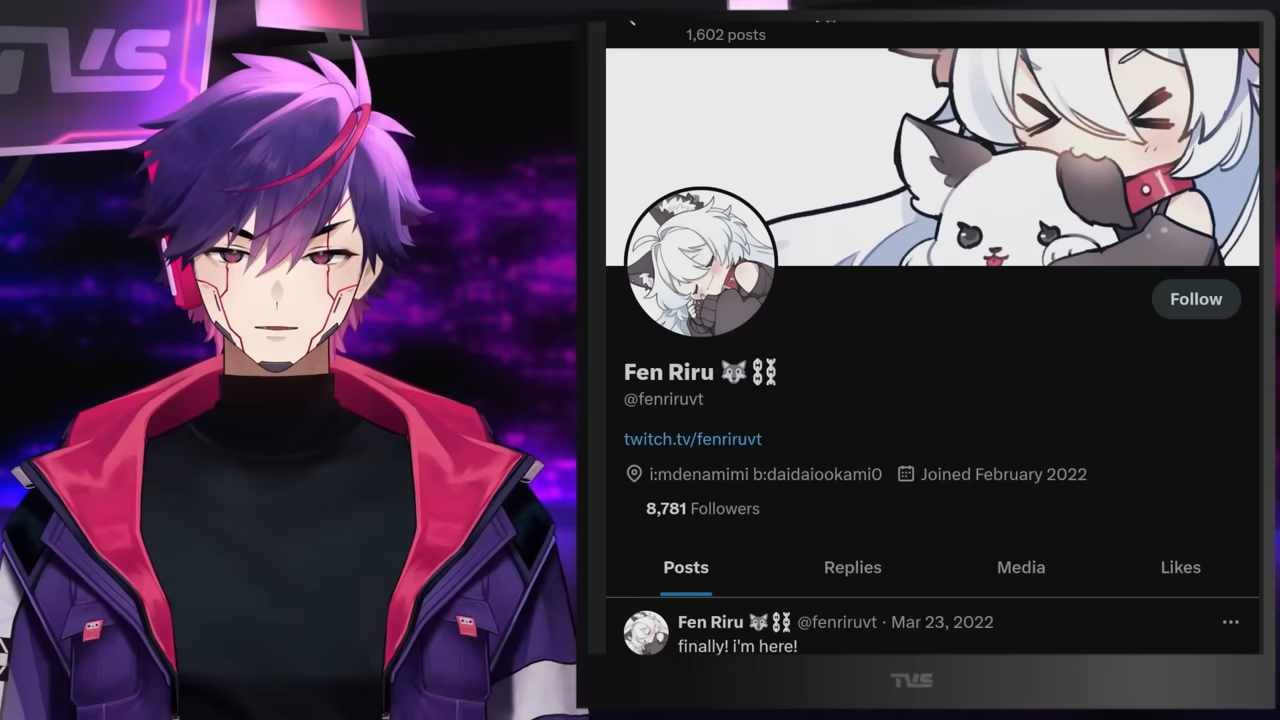 TVS
1,602 posts
Follow
Fen Riru 🐺⛓
@fenriruvt
twitch.tv/fenriruvt
i:mdenamimi b:daidaiookami0 Joined February 2022
8,781 Followers
Posts Replies Media Likes
Fen Riru 🐺⛓ @fenriruvt · Mar 23, 2022 ···
finally! i'm here!
TVS